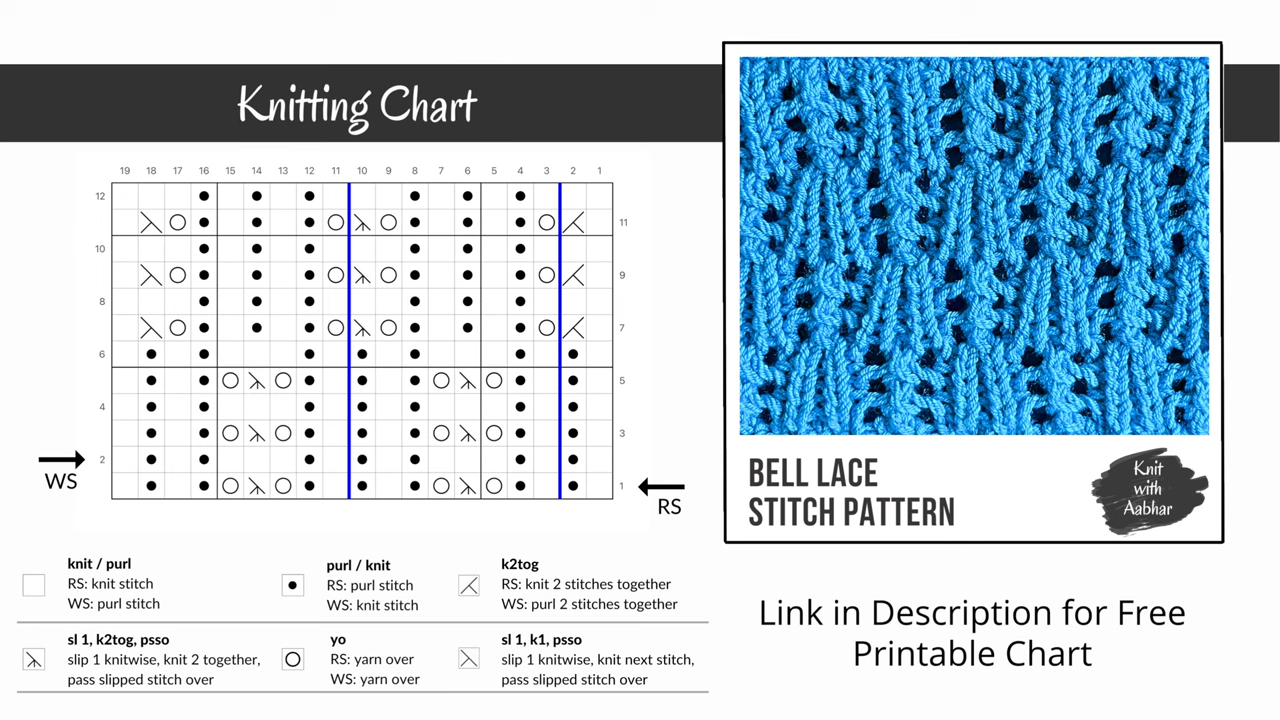 Knitting Chart
19 18 17 16 15 14 13 12 11 10 9 8 7 6 5 4 3 2 1
12
11
10
9
8
7
6
5
4
3
2
WS
1
RS
knit / purl
RS: knit stitch
WS: purl stitch
purl / knit
RS: purl stitch
WS: knit stitch
k2tog
RS: knit 2 stitches together
WS: purl 2 stitches together
sl 1, k2tog, psso
slip 1 knitwise, knit 2 together,
pass slipped stitch over
yo
RS: yarn over
WS: yarn over
sl 1, k1, psso
slip 1 knitwise, knit next stitch,
pass slipped stitch over
BELL LACE
STITCH PATTERN
Knit
with
Aabhar
Link in Description for Free
Printable Chart